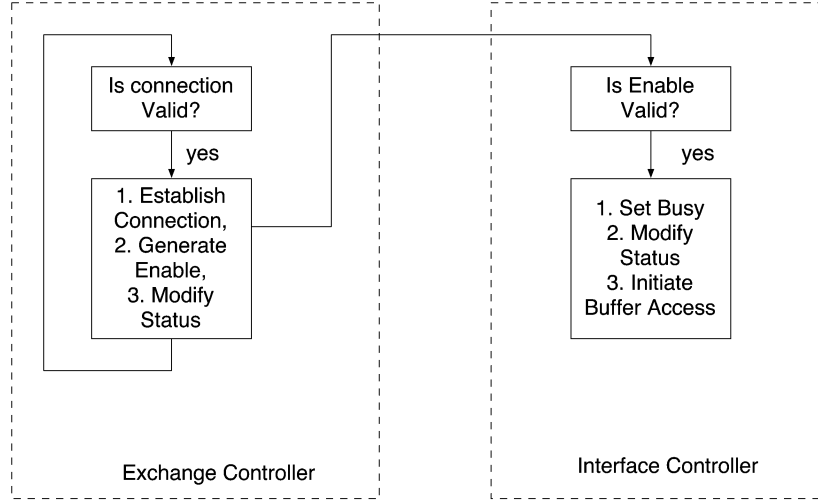 Is connection
Valid?
yes
1. Establish
Connection,
2. Generate
Enable,
3. Modify
Status
Exchange Controller
Is Enable
Valid?
yes
1. Set Busy
2. Modify
Status
3. Initiate
Buffer Access
Interface Controller